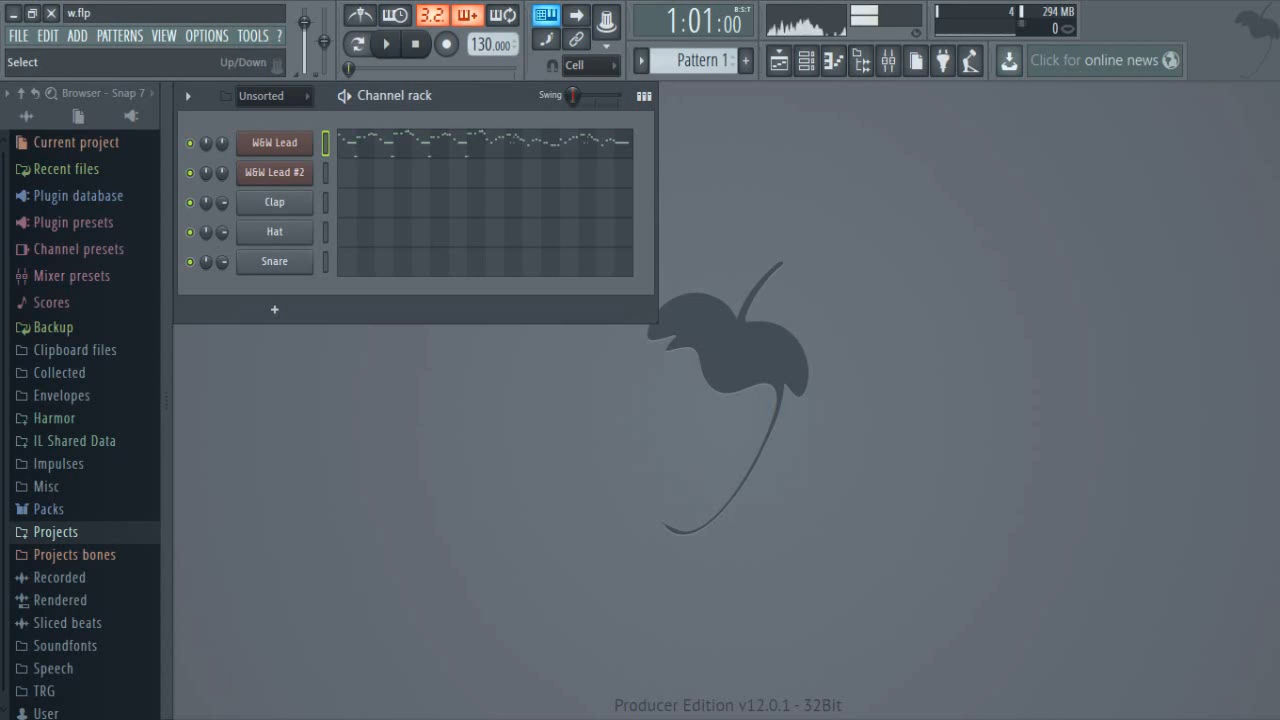 w.flp
FILE EDIT ADD PATTERNS VIEW OPTIONS TOOLS ?
Select Up/Down
3.2.
130.000
1:01:00
B:S:T
Pattern 1
Cell
4
294 MB
0
Click for online news
Browser - Snap 7
Unsorted
Channel rack
Swing
W&W Lead
W&W Lead #2
Clap
Hat
Snare
+
Current project
Recent files
Plugin database
Plugin presets
Channel presets
Mixer presets
Scores
Backup
Clipboard files
Collected
Envelopes
Harmor
IL Shared Data
Impulses
Misc
Packs
Projects
Projects bones
Recorded
Rendered
Sliced beats
Soundfonts
Speech
TRG
User
Producer Edition v12.0.1 - 32Bit